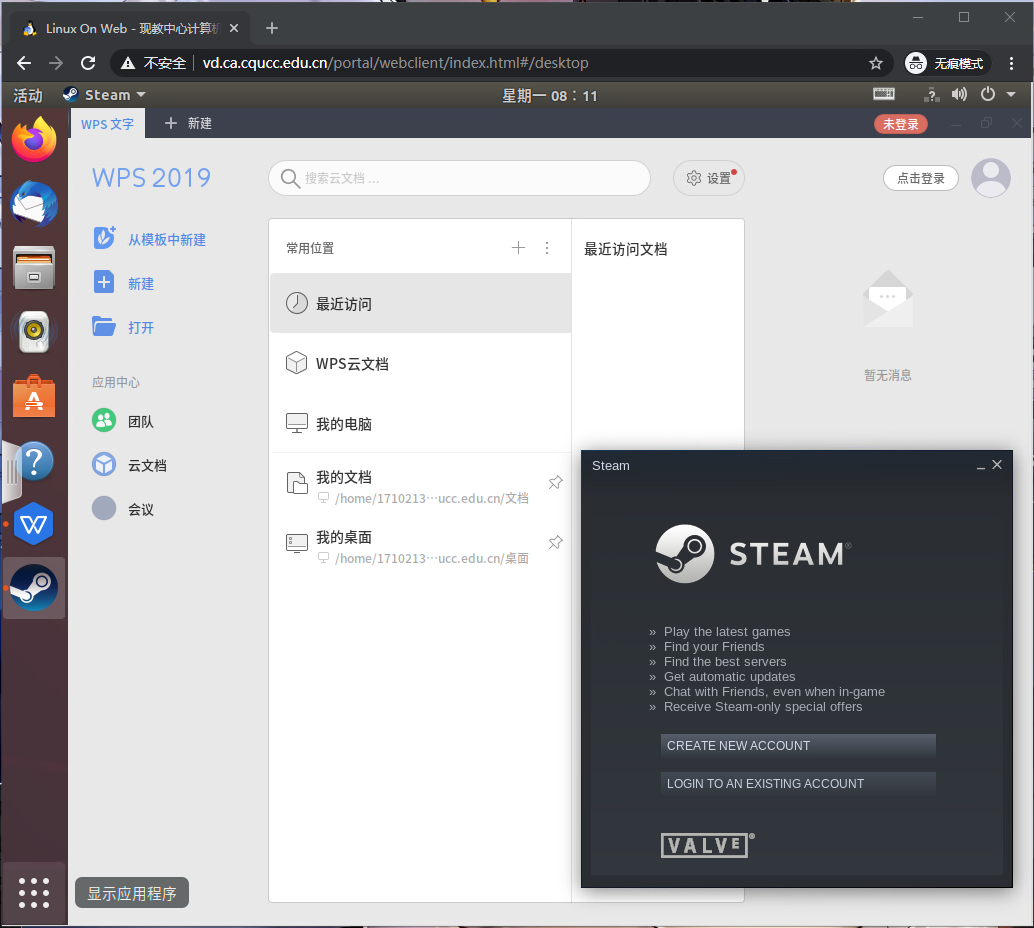 Linux On Web - 现教中心计算机
不安全
vd.ca.cqucc.edu.cn/portal/webclient/index.html#/desktop
无痕模式
活动
Steam
星期一 08：11
WPS 文字
新建
未登录
WPS 2019
搜索云文档 ...
设置
点击登录
从模板中新建
新建
打开
应用中心
团队
云文档
会议
常用位置
最近访问
WPS云文档
我的电脑
我的文档
/home/1710213···ucc.edu.cn/文档
我的桌面
/home/1710213···ucc.edu.cn/桌面
最近访问文档
暂无消息
Steam
STEAM®
» Play the latest games
» Find your Friends
» Find the best servers
» Get automatic updates
» Chat with Friends, even when in-game
» Receive Steam-only special offers
CREATE NEW ACCOUNT
LOGIN TO AN EXISTING ACCOUNT
VALVE®
显示应用程序